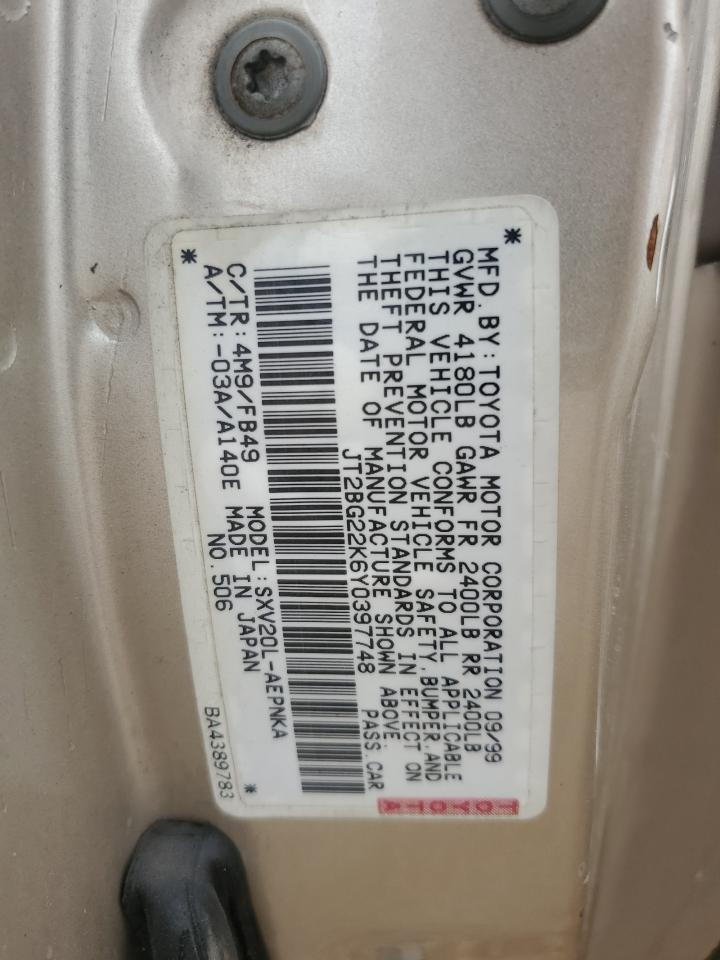 MFD. BY: TOYOTA MOTOR CORPORATION 09/99
GVWR 4180LB GAWR FR 2400LB RR 2400LB
THIS VEHICLE CONFORMS TO ALL APPLICABLE
FEDERAL MOTOR VEHICLE SAFETY, BUMPER, AND
THEFT PREVENTION STANDARDS IN EFFECT ON
THE DATE OF MANUFACTURE SHOWN ABOVE.
JT2BG22K6Y0397748 PASS. CAR
TOYOTA
* *
C/TR: 4M9/FB49 MODEL: SXV20L-AEPNKA
A/TM: -03A/A140E MADE IN JAPAN
NO. 506
* *
BA4389783